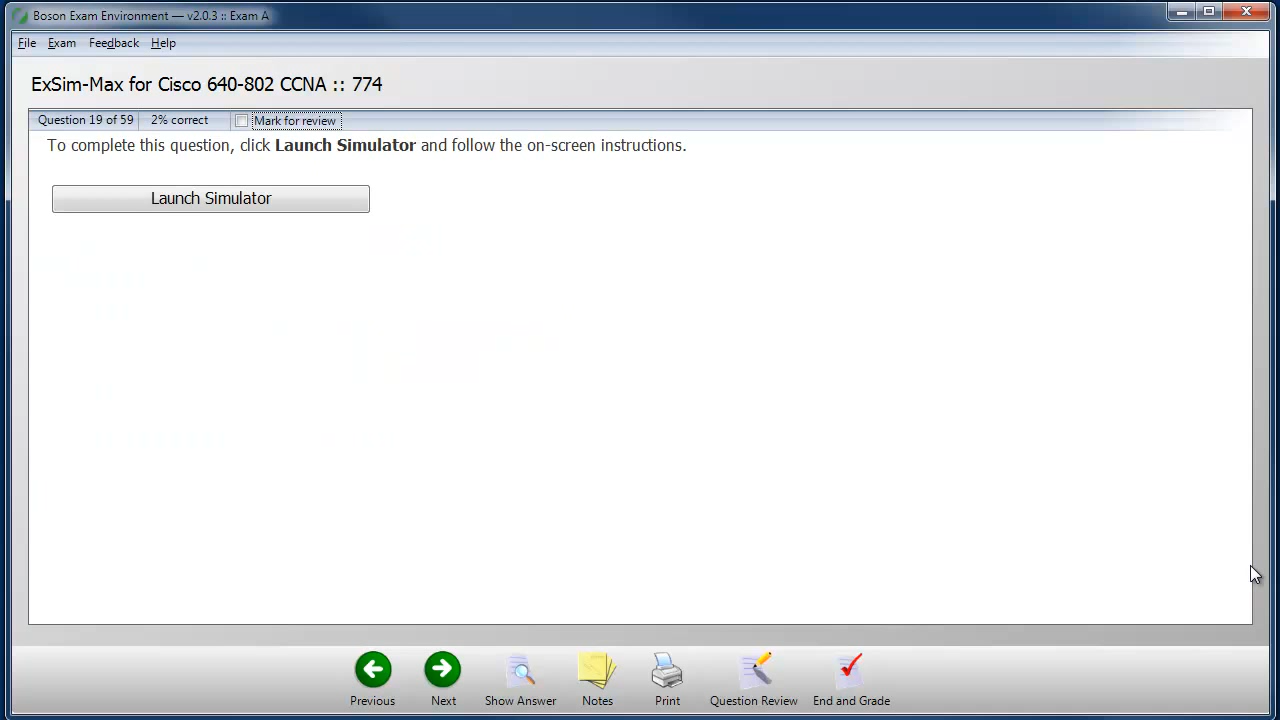 Boson Exam Environment — v2.0.3 :: Exam A
File Exam Feedback Help
ExSim-Max for Cisco 640-802 CCNA :: 774
Question 19 of 59 2% correct Mark for review
To complete this question, click Launch Simulator and follow the on-screen instructions.
Launch Simulator
Previous Next Show Answer Notes Print Question Review End and Grade